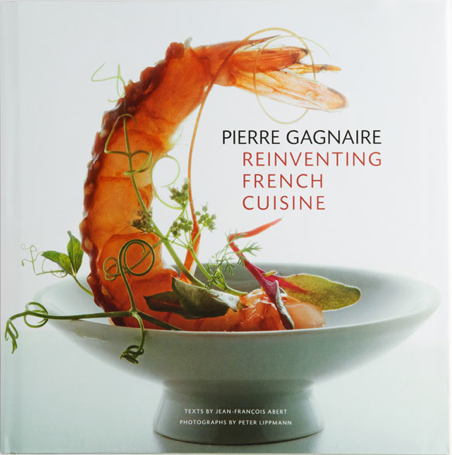 PIERRE GAGNAIRE
REINVENTING
FRENCH
CUISINE
TEXTS BY JEAN-FRANÇOIS ABERT
PHOTOGRAPHS BY PETER LIPPMANN